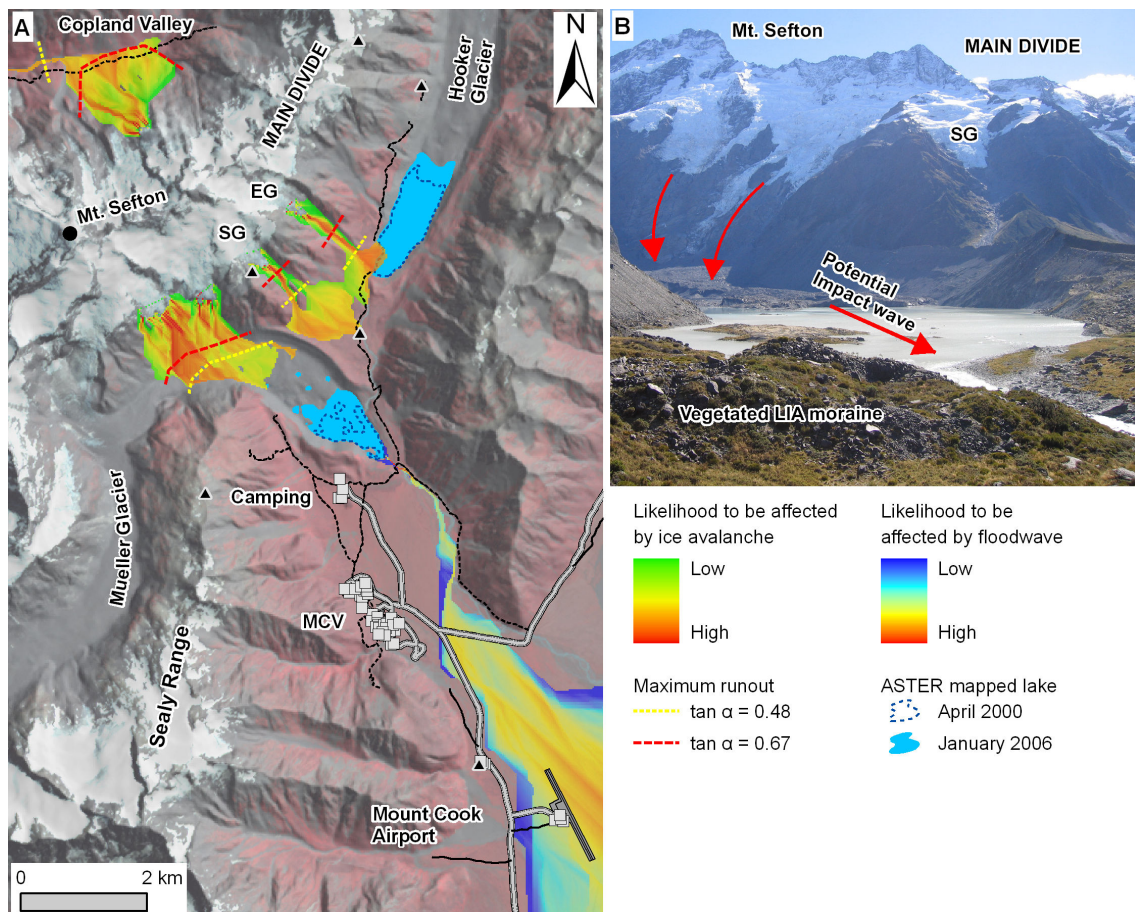 A
Copland Valley
N
MAIN DIVIDE
Hooker
Glacier
Mt. Sefton
EG
SG
Camping
Mueller Glacier
MCV
Sealy Range
Mount Cook
Airport
0 2 km
B
Mt. Sefton
MAIN DIVIDE
SG
Potential
Impact wave
Vegetated LIA moraine
Likelihood to be affected
by ice avalanche
Low
High
Likelihood to be
affected by floodwave
Low
High
Maximum runout
tan α = 0.48
tan α = 0.67
ASTER mapped lake
April 2000
January 2006